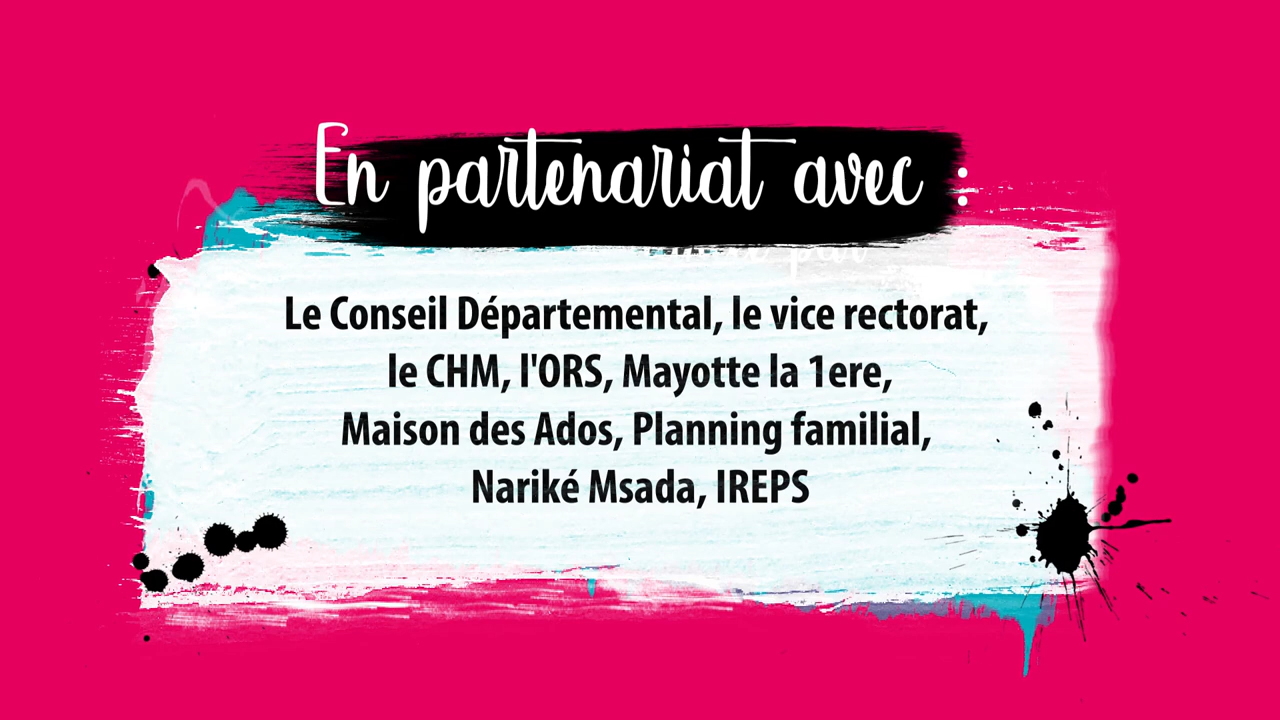 En partenariat avec :
Le Conseil Départemental, le vice rectorat,
le CHM, l'ORS, Mayotte la 1ere,
Maison des Ados, Planning familial,
Nariké Msada, IREPS